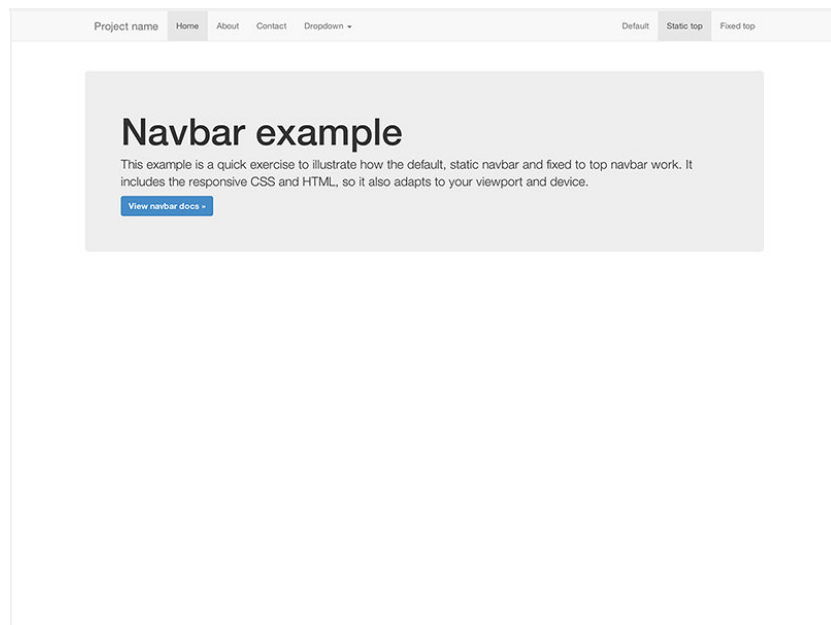 Project name Home About Contact Dropdown Default Static top Fixed top
Navbar example
This example is a quick exercise to illustrate how the default, static navbar and fixed to top navbar work. It
includes the responsive CSS and HTML, so it also adapts to your viewport and device.
View navbar docs »